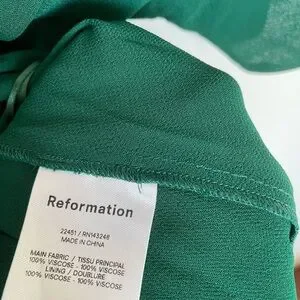 Reformation
22451 / RN143248
MADE IN CHINA
MAIN FABRIC / TISSU PRINCIPAL
100% VISCOSE - 100% VISCOSE
LINING / DOUBLURE
100% VISCOSE - 100% VISCOSE